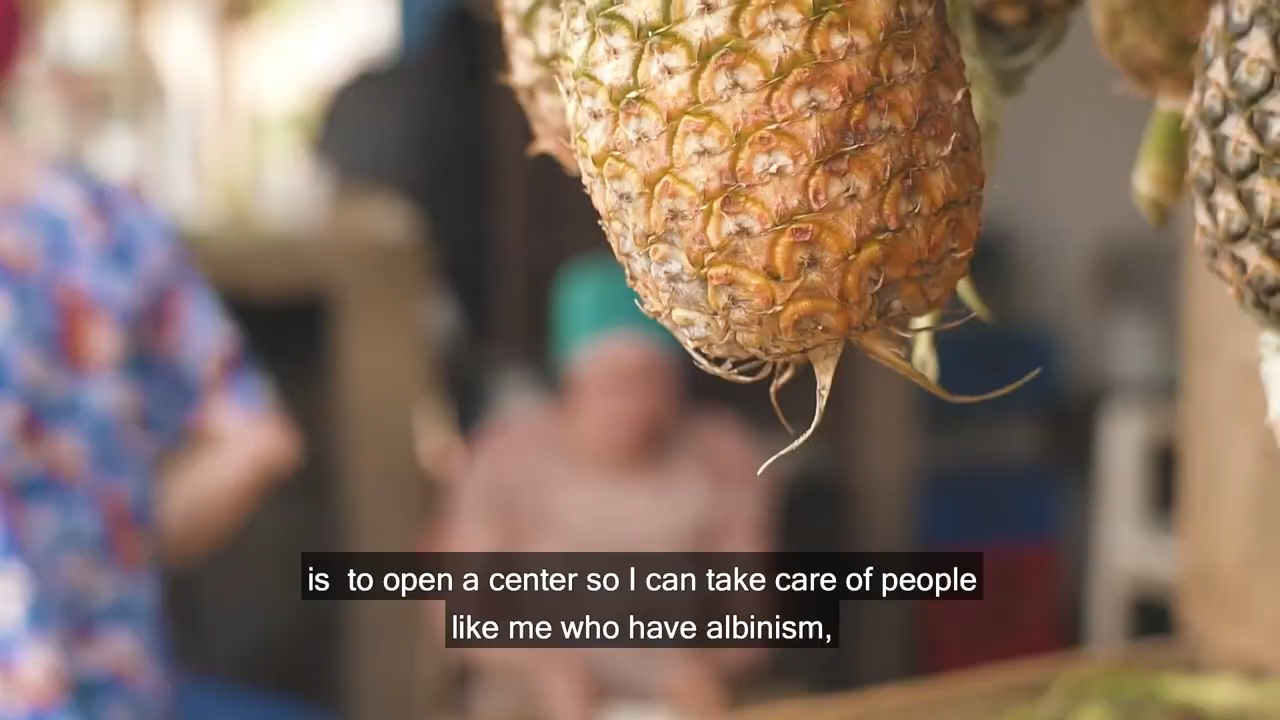 is  to open a center so I can take care of people
like me who have albinism,